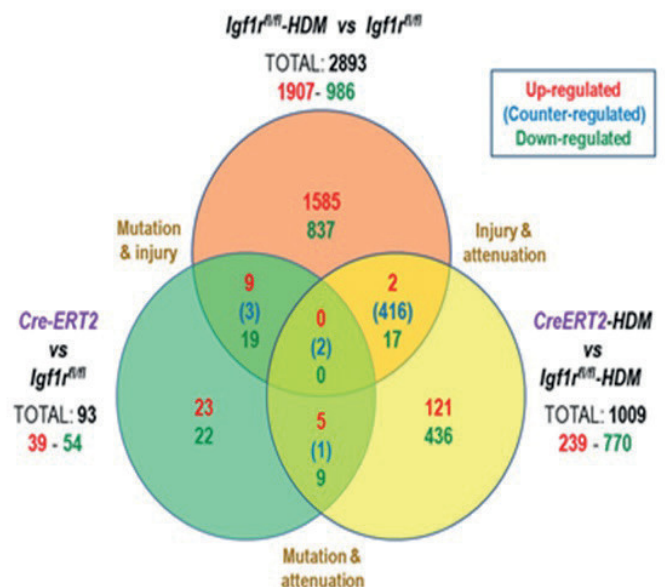 Igf1rfl/fl-HDM vs Igf1rfl/fl
TOTAL: 2893
1907- 986
Up-regulated
(Counter-regulated)
Down-regulated
1585
837
Mutation
& injury
Injury &
attenuation
9
(3)
19
2
(416)
17
0
(2)
0
Cre-ERT2
vs
Igf1rfl/fl
TOTAL: 93
39 - 54
CreERT2-HDM
vs
Igf1rfl/fl-HDM
TOTAL: 1009
239 - 770
23
22
5
(1)
9
121
436
Mutation &
attenuation